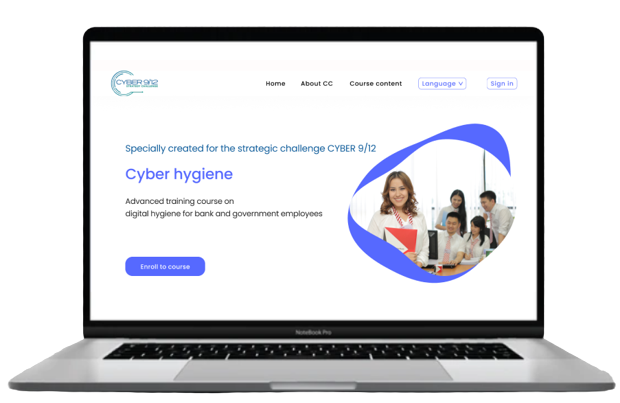 CYBER 9/12
Home
About CC
Course content
Language
Sign in
Specially created for the strategic challenge CYBER 9/12
Cyber hygiene
Advanced training course on
digital hygiene for bank and government employees
Enroll to course
NoteBook Pro